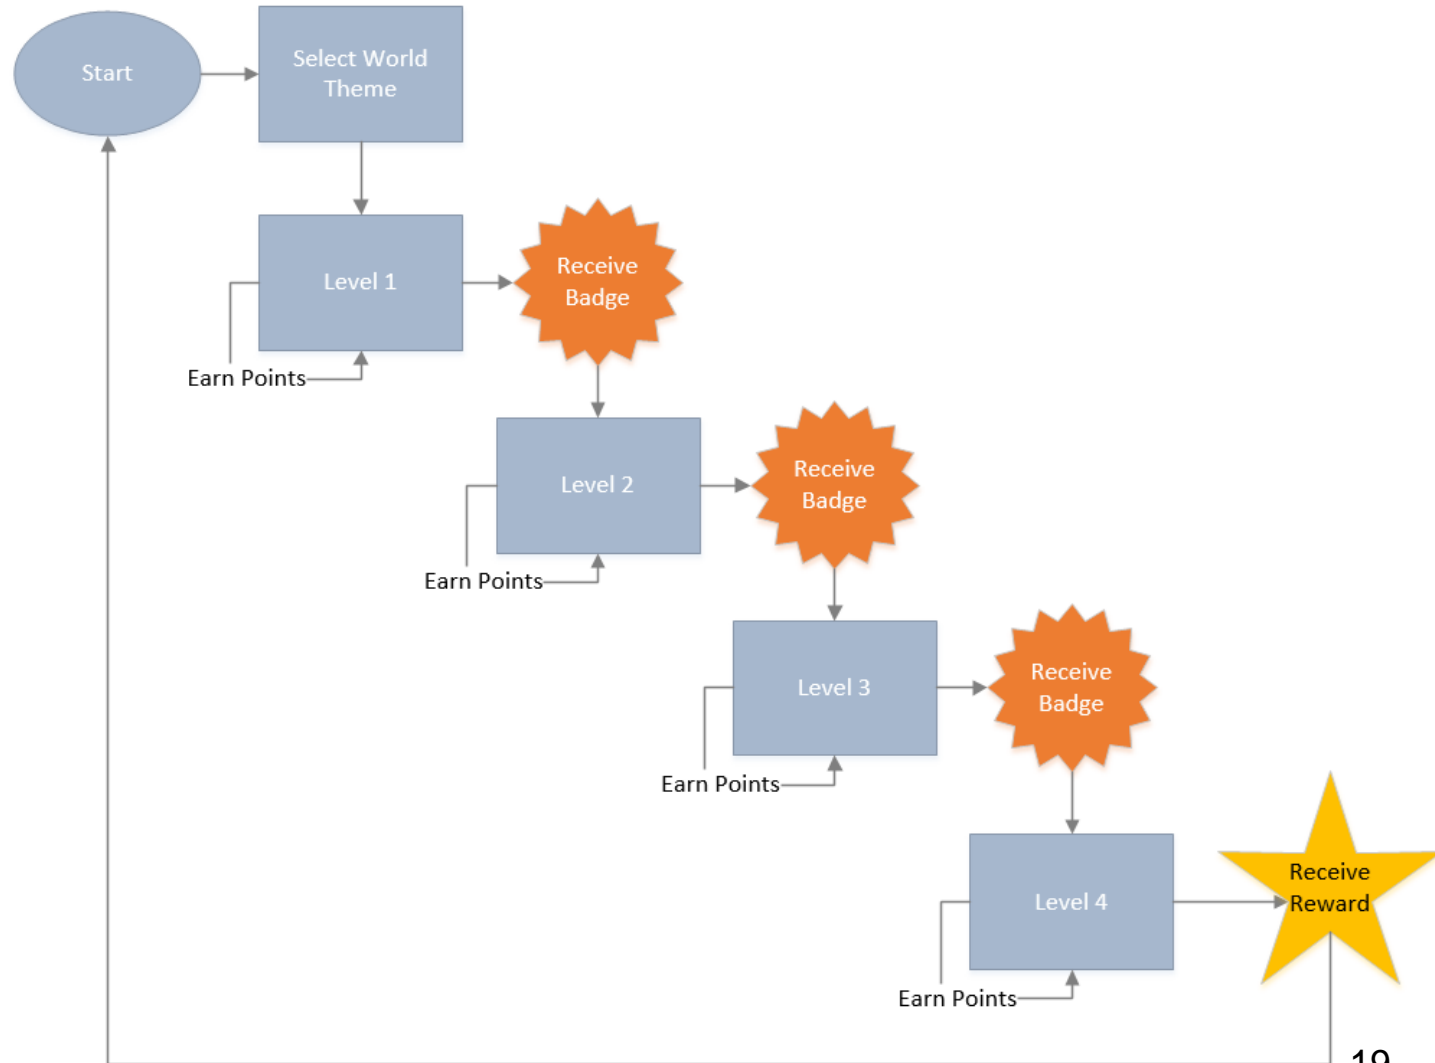 Start
Select World
Theme
Level 1
Receive
Badge
Earn Points
Level 2
Receive
Badge
Earn Points
Level 3
Receive
Badge
Earn Points
Level 4
Receive
Reward
Earn Points
19